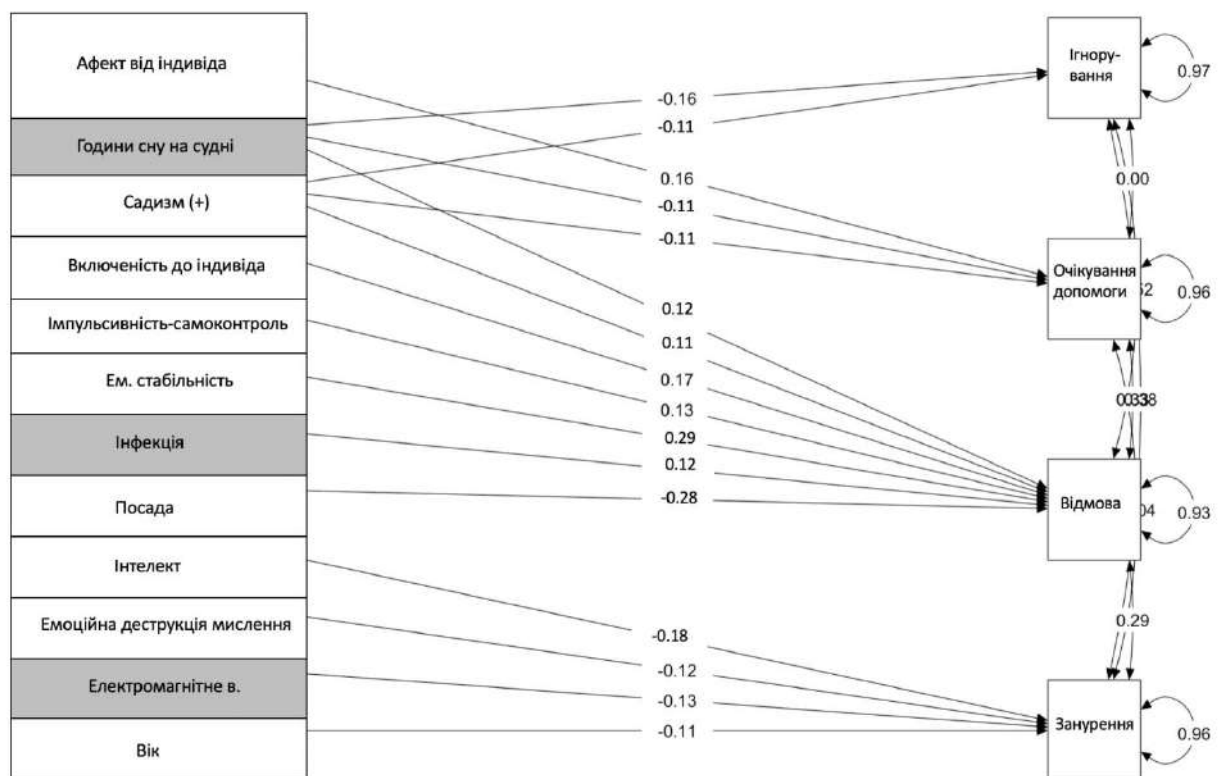 Афект від індивіда
Години сну на судні
Садизм (+)
Включеність до індивіда
Імпульсивність-самоконтроль
Ем. стабільність
Інфекція
Посада
Інтелект
Емоційна деструкція мислення
Електромагнітне в.
Вік
-0.16
-0.11
0.16
-0.11
-0.11
0.12
0.11
0.17
0.13
0.29
0.12
-0.28
-0.18
-0.12
-0.13
-0.11
Ігнору-
вання
0.97
0.00
Очікування
допомоги
0.96
Відмова
0.93
0.29
Занурення
0.96